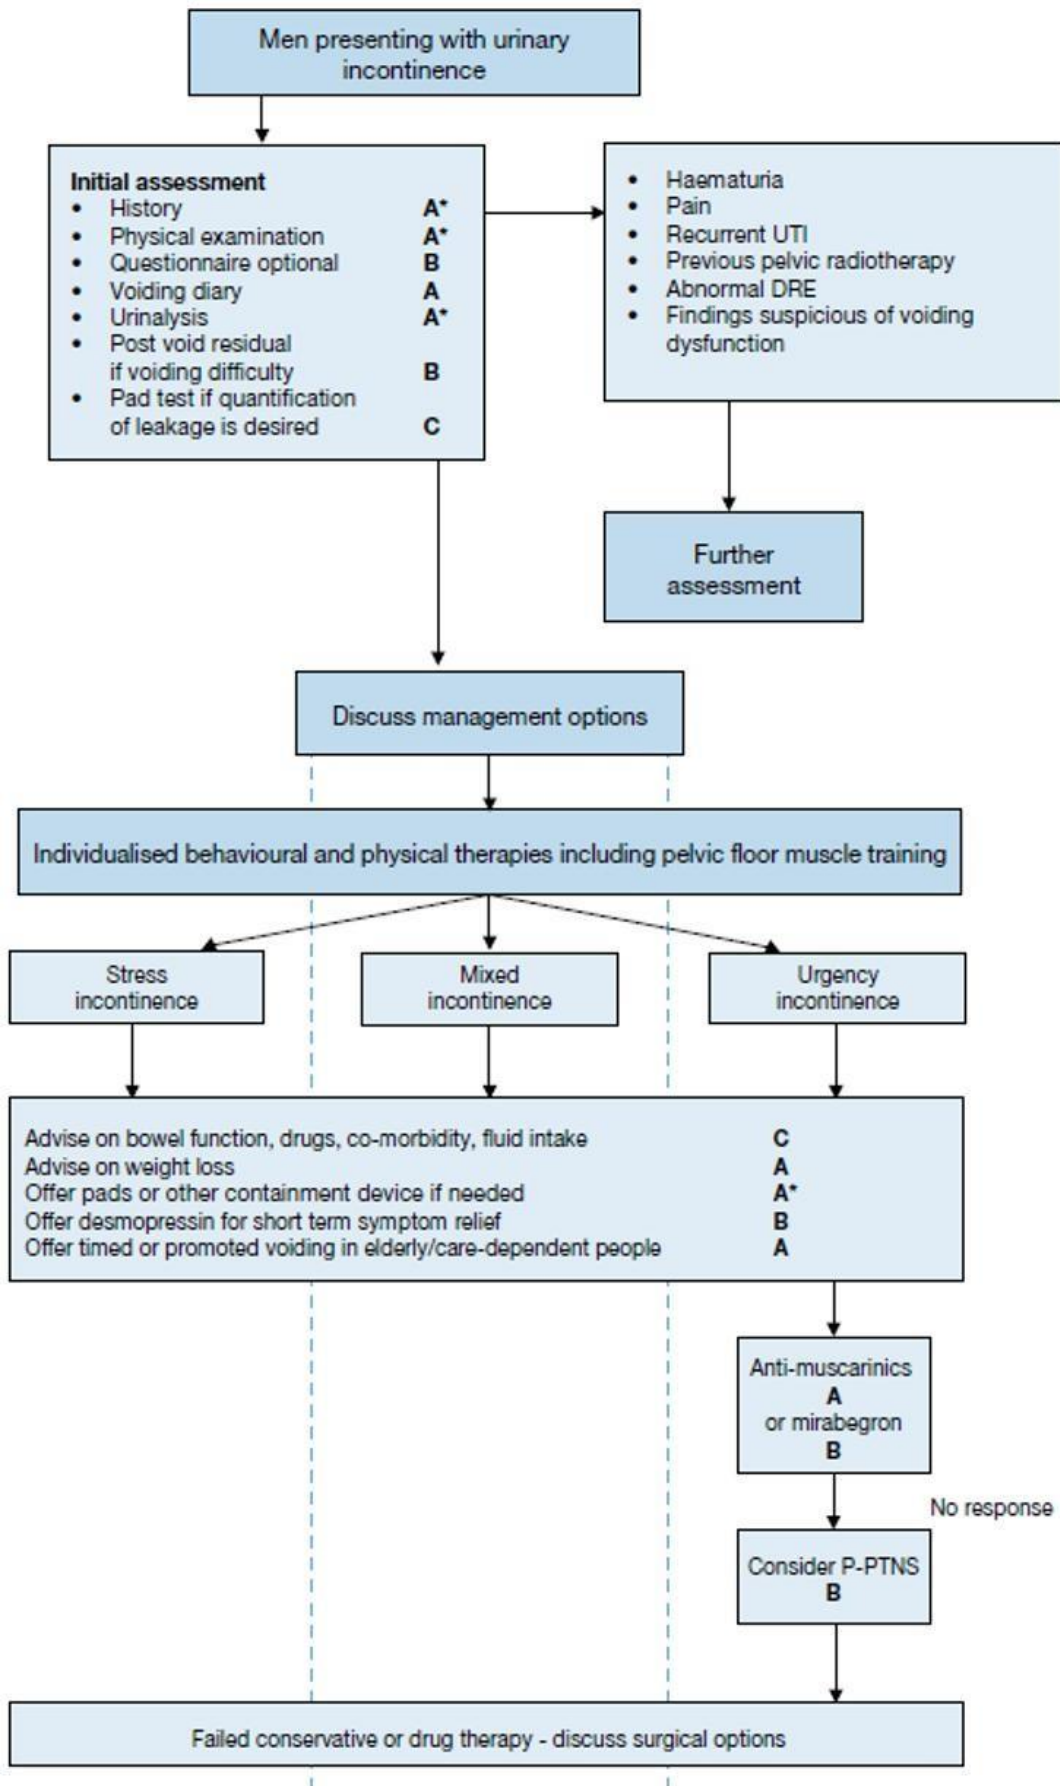 Men presenting with urinary
incontinence
Initial assessment
• History A*
• Physical examination A*
• Questionnaire optional B
• Voiding diary A
• Urinalysis A*
• Post void residual
if voiding difficulty B
• Pad test if quantification
of leakage is desired C
• Haematuria
• Pain
• Recurrent UTI
• Previous pelvic radiotherapy
• Abnormal DRE
• Findings suspicious of voiding
dysfunction
Further
assessment
Discuss management options
Individualised behavioural and physical therapies including pelvic floor muscle training
Stress
incontinence
Mixed
incontinence
Urgency
incontinence
Advise on bowel function, drugs, co-morbidity, fluid intake C
Advise on weight loss A
Offer pads or other containment device if needed A*
Offer desmopressin for short term symptom relief B
Offer timed or promoted voiding in elderly/care-dependent people A
Anti-muscarinics
A
or mirabegron
B
No response
Consider P-PTNS
B
Failed conservative or drug therapy - discuss surgical options